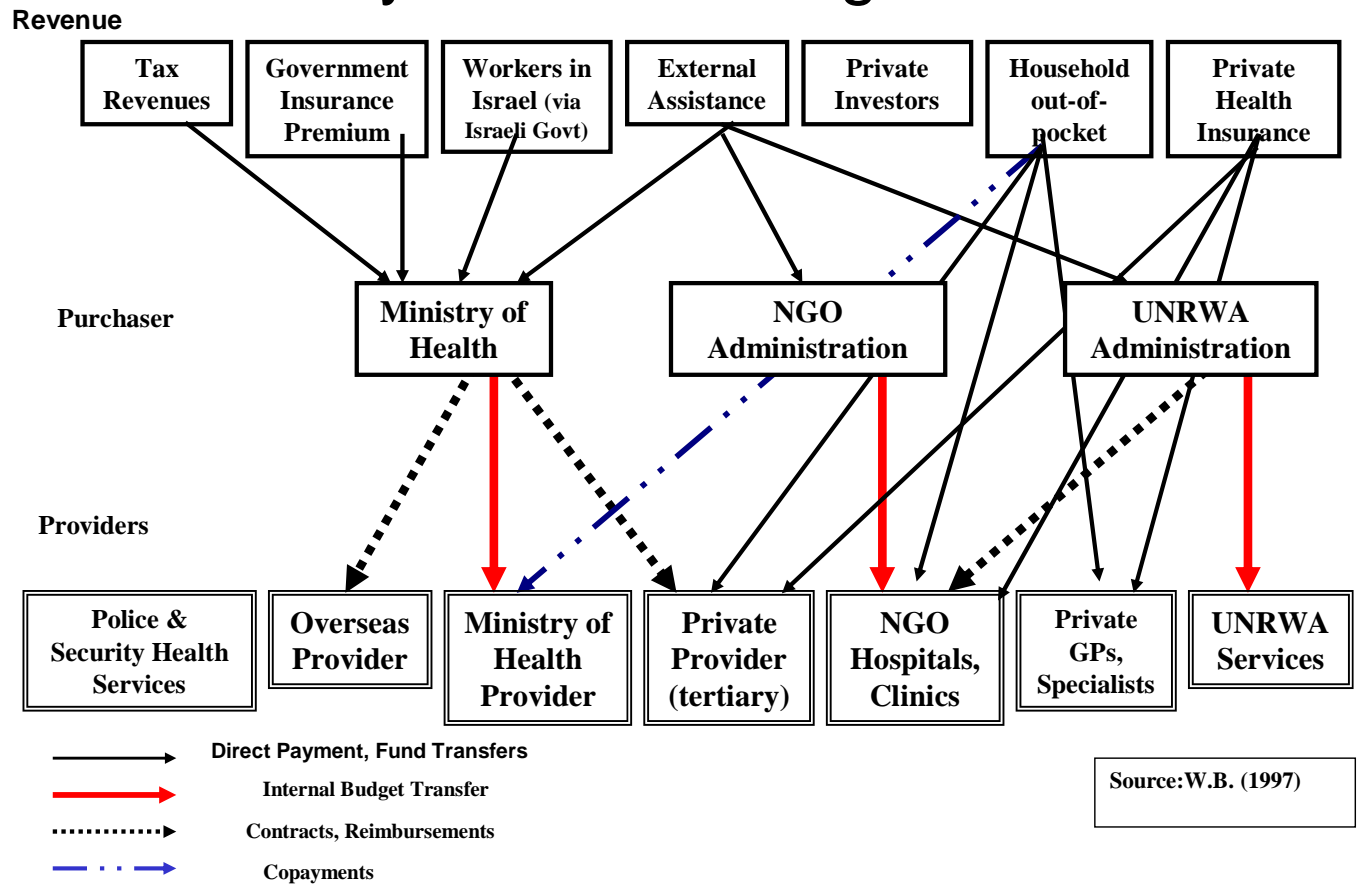 Revenue
Tax
Revenues
Government
Insurance
Premium
Workers in
Israel (via
Israeli Govt)
External
Assistance
Private
Investors
Household
out-of-
pocket
Private
Health
Insurance
Purchaser
Ministry of
Health
NGO
Administration
UNRWA
Administration
Providers
Police &
Security Health
Services
Overseas
Provider
Ministry of
Health
Provider
Private
Provider
(tertiary)
NGO
Hospitals,
Clinics
Private
GPs,
Specialists
UNRWA
Services
Direct Payment, Fund Transfers
Internal Budget Transfer
Contracts, Reimbursements
Copayments
Source:W.B. (1997)